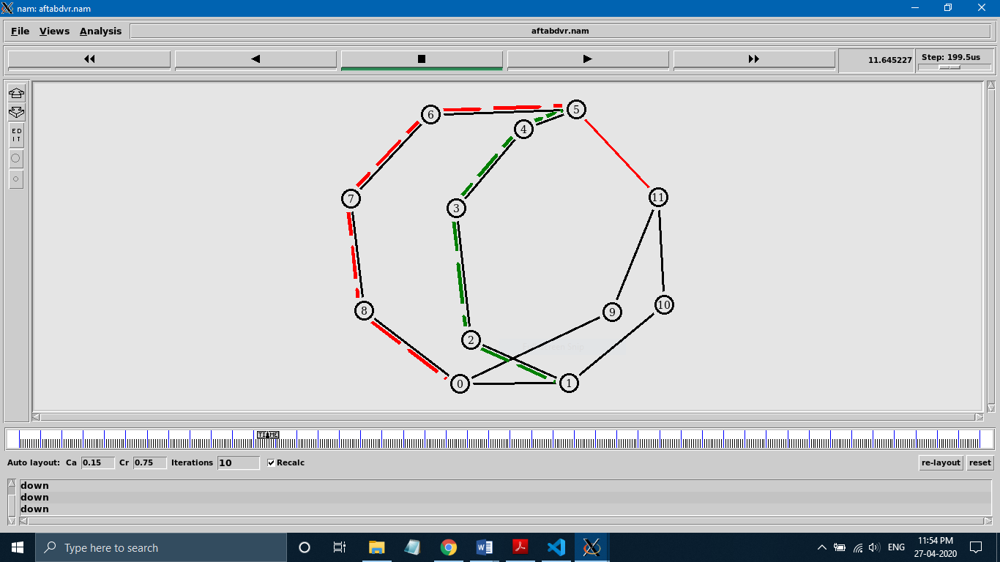 nam: aftabdvr.nam
File Views Analysis aftabdvr.nam
11.645227 Step: 199.5us
E D
I T
6
5
4
7
11
3
8
9
10
2
0
1
TIME
Auto layout: Ca 0.15 Cr 0.75 Iterations 10 Recalc re-layout reset
down
down
down
Type here to search
ENG
11:54 PM
27-04-2020